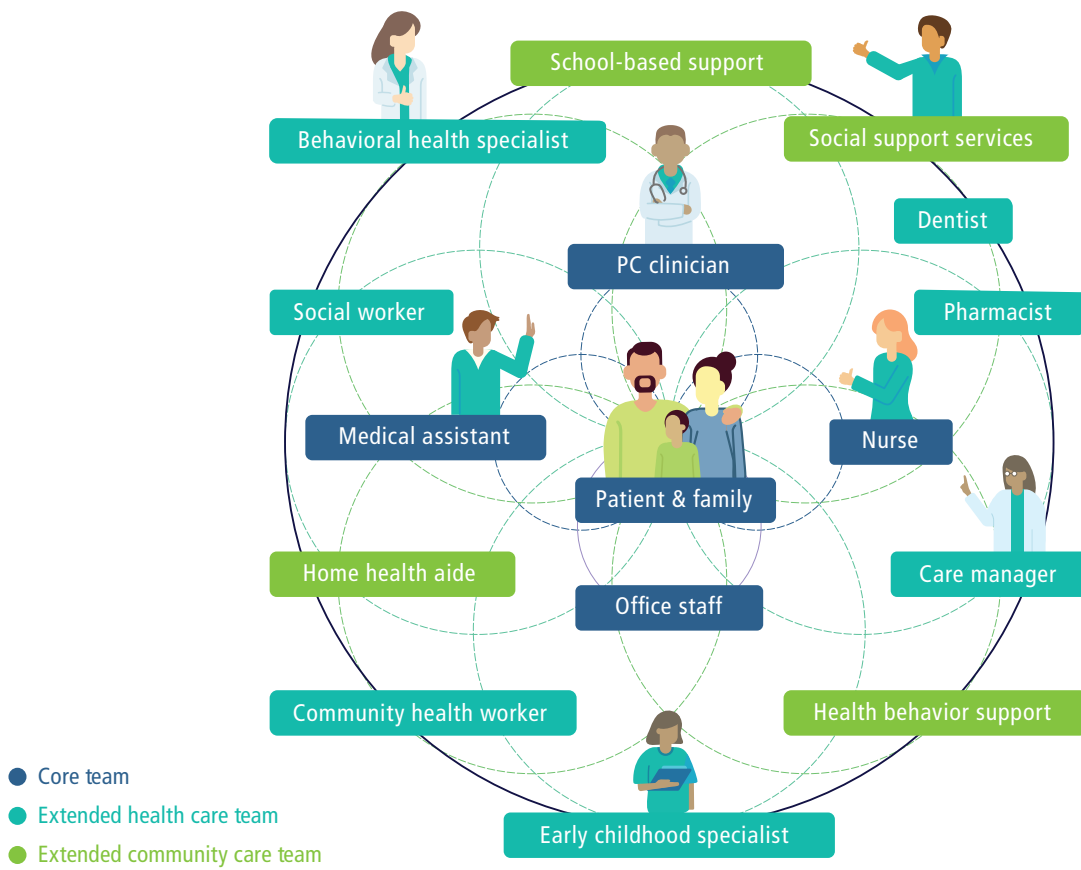 School-based support
Behavioral health specialist
Social support services
Dentist
PC clinician
Social worker
Pharmacist
Medical assistant
Nurse
Patient & family
Home health aide
Care manager
Office staff
Community health worker
Health behavior support
Early childhood specialist
Core team
Extended health care team
Extended community care team